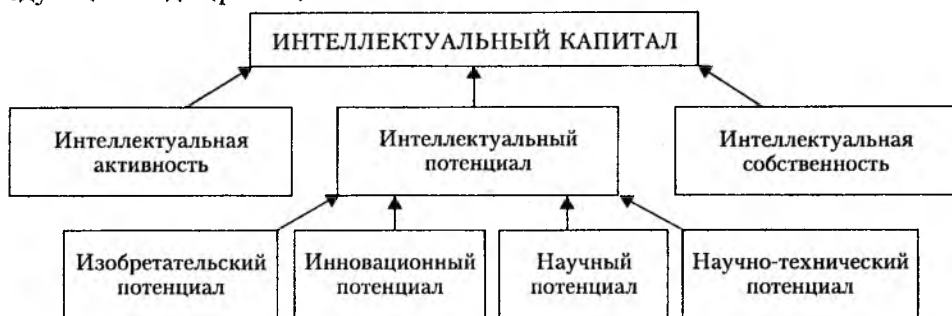 ИНТЕЛЛЕКТУАЛЬНЫЙ КАПИТАЛ
Интеллектуальная
активность
Интеллектуальный
потенциал
Интеллектуальная
собственность
Изобретательский
потенциал
Инновационный
потенциал
Научный
потенциал
Научно-технический
потенциал